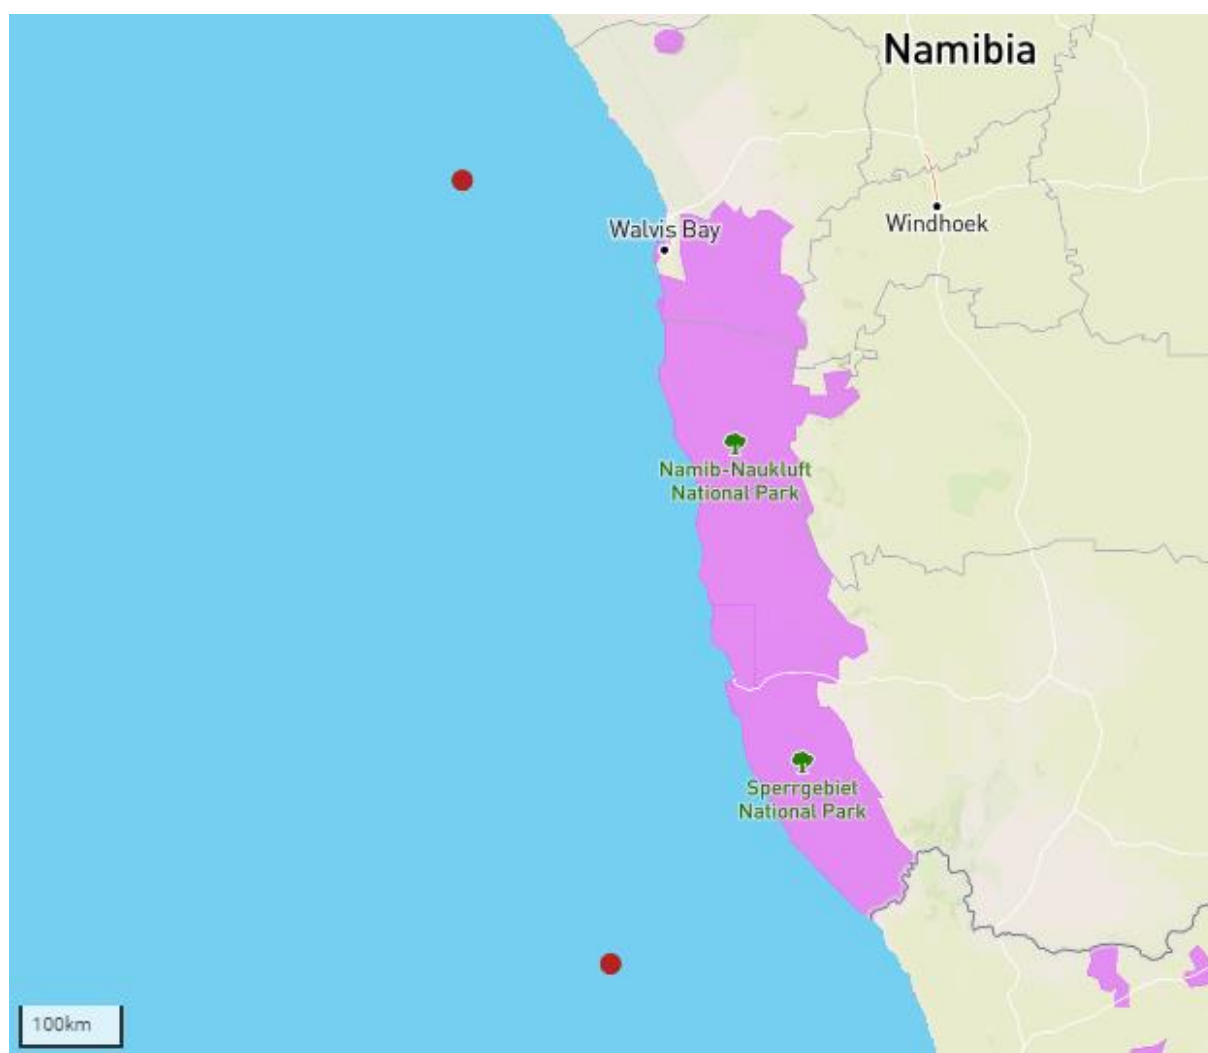 Namibia
Walvis Bay
Windhoek
Namib-Naukluft
National Park
Sperrgebiet
National Park
100km